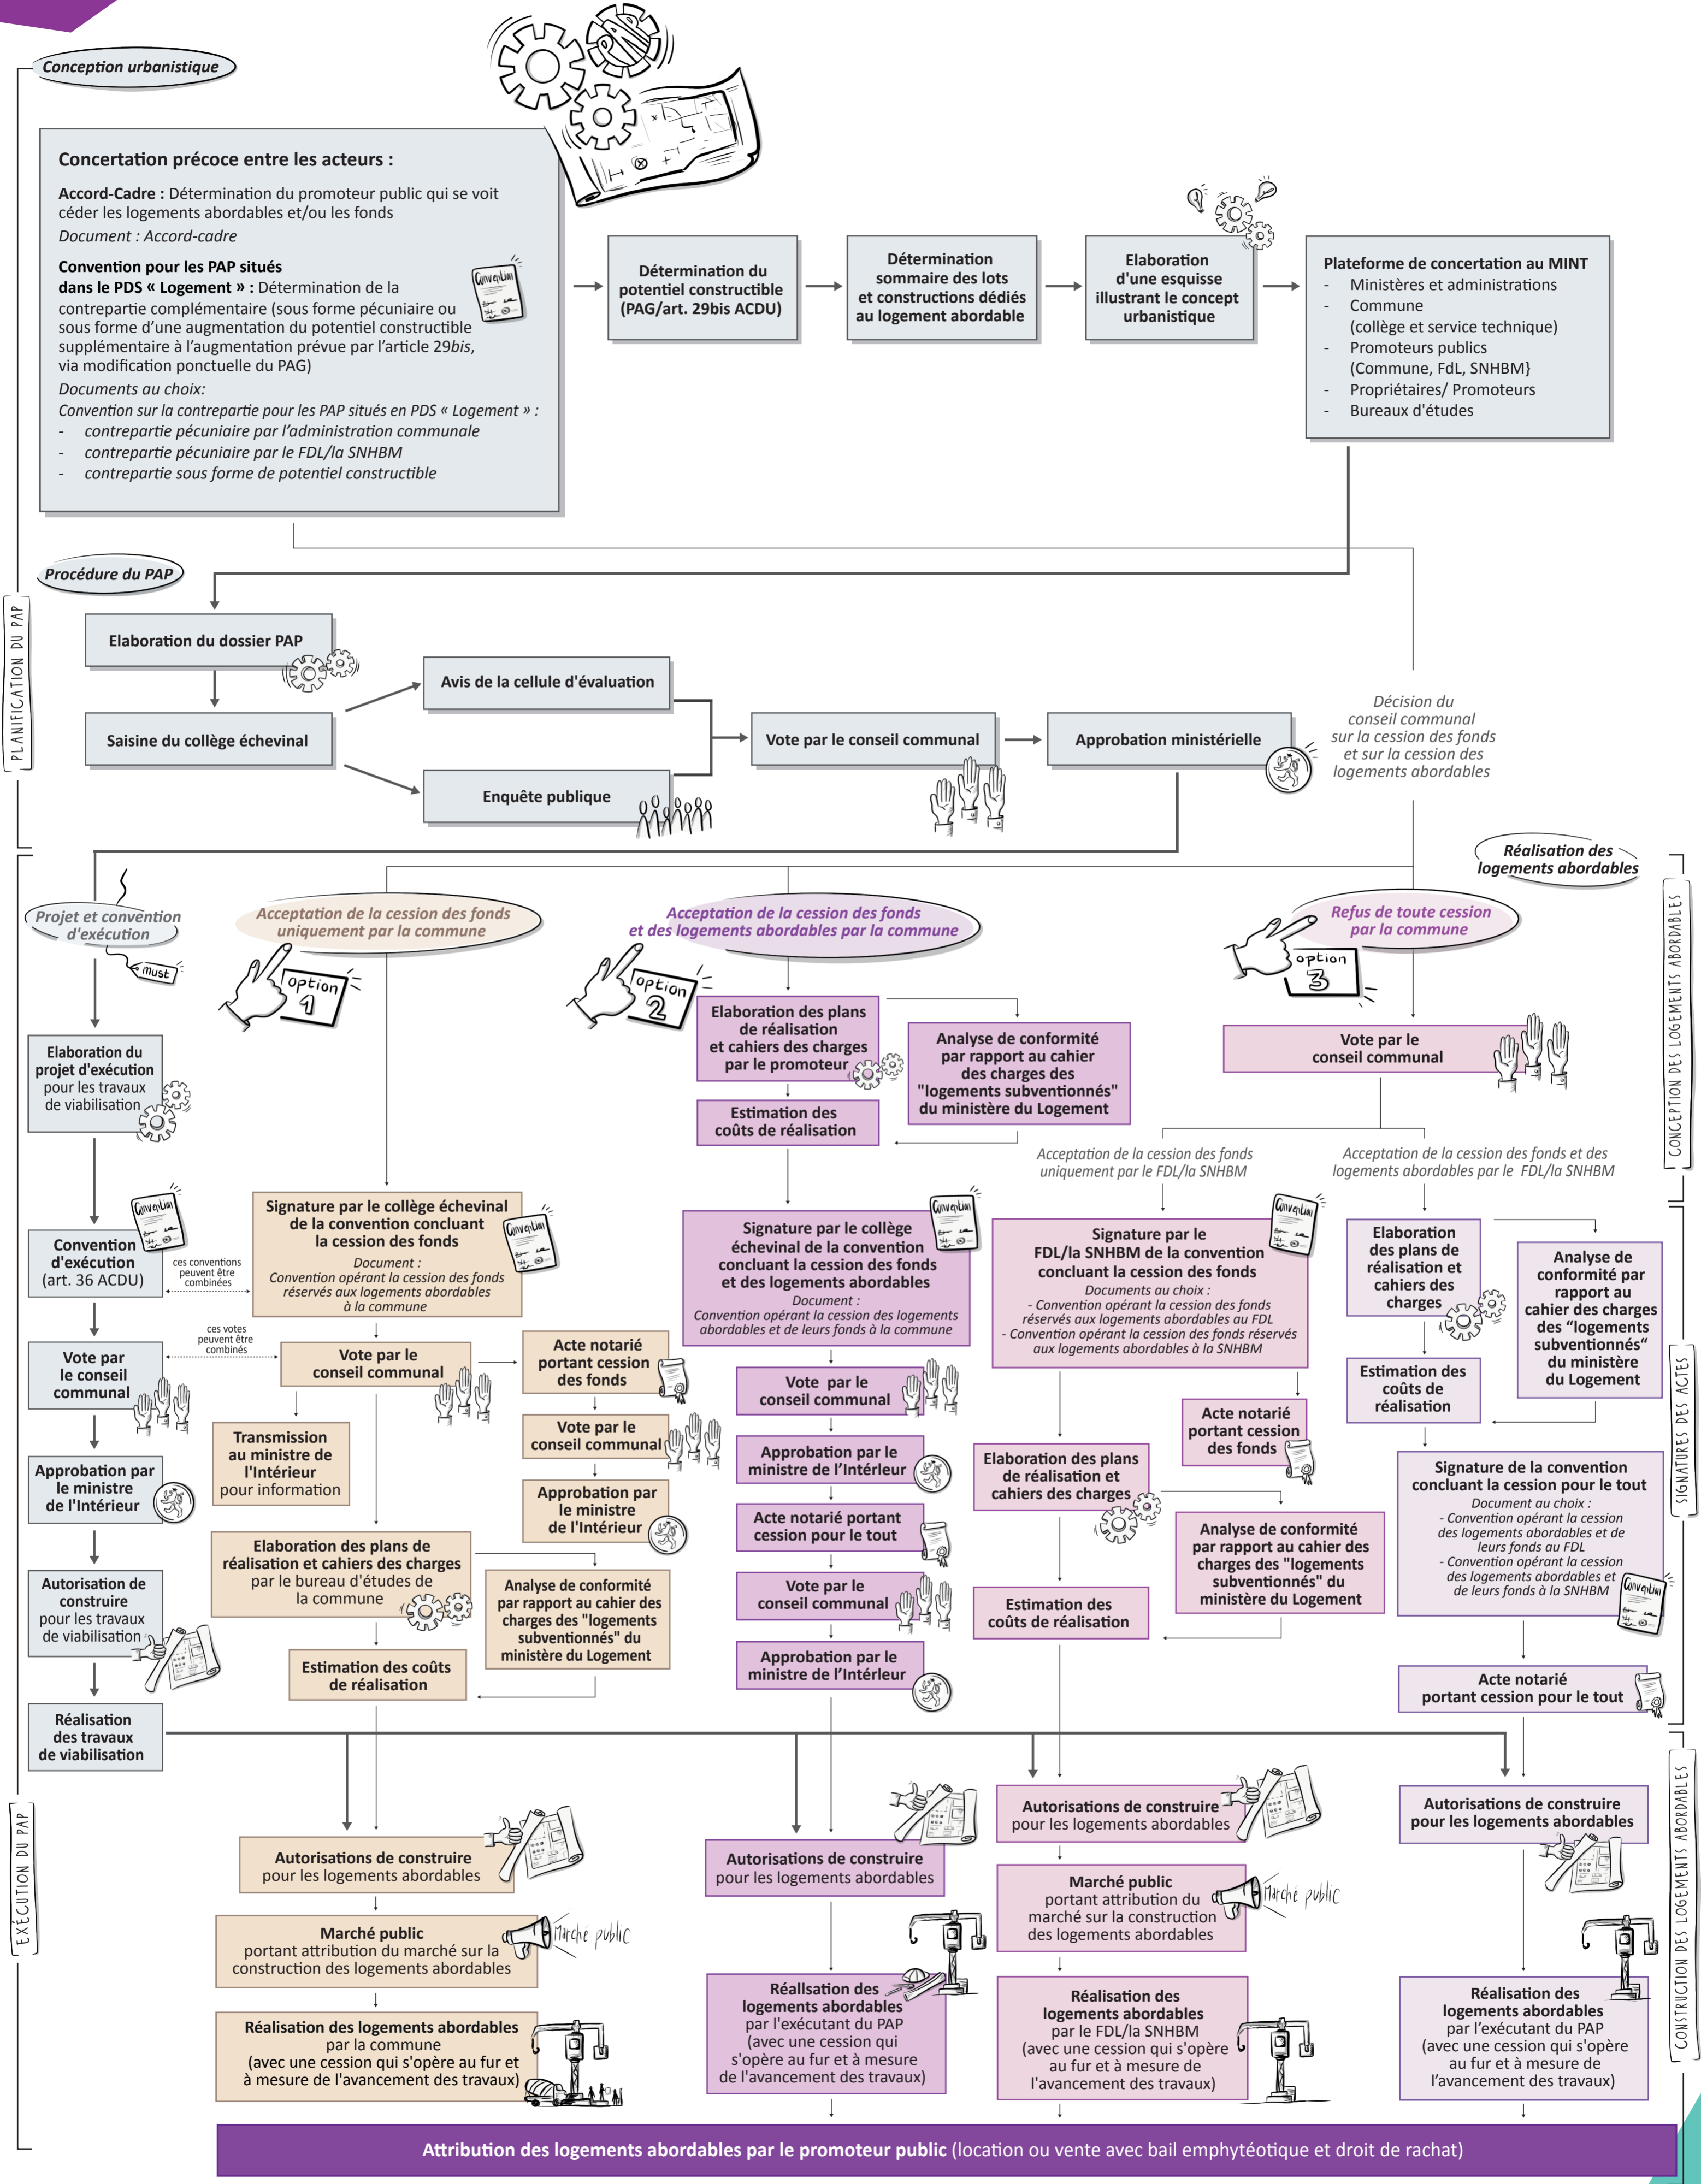 Conception urbanistique
PAP
Concertation précoce entre les acteurs :
Accord-Cadre : Détermination du promoteur public qui se voit
céder les logements abordables et/ou les fonds
Document : Accord-cadre
Convention pour les PAP situés
dans le PDS « Logement » : Détermination de la
contrepartie complémentaire (sous forme pécuniaire ou
sous forme d'une augmentation du potentiel constructible
supplémentaire à l'augmentation prévue par l'article 29bis,
via modification ponctuelle du PAG)
Documents au choix:
Convention sur la contrepartie pour les PAP situés en PDS « Logement » :
- contrepartie pécuniaire par l'administration communale
- contrepartie pécuniaire par le FDL/la SNHBM
- contrepartie sous forme de potentiel constructible
Convention
Détermination du
potentiel constructible
(PAG/art. 29bis ACDU)
Détermination
sommaire des lots
et constructions dédiés
au logement abordable
Elaboration
d'une esquisse
illustrant le concept
urbanistique
Plateforme de concertation au MINT
- Ministères et administrations
- Commune
(collège et service technique)
- Promoteurs publics
(Commune, FdL, SNHBM}
- Propriétaires/ Promoteurs
- Bureaux d'études
Procédure du PAP
PLANIFICATION DU PAP
Elaboration du dossier PAP
Saisine du collège échevinal
Avis de la cellule d'évaluation
Enquête publique
Vote par le conseil communal
Approbation ministérielle
Décision du
conseil communal
sur la cession des fonds
et sur la cession des
logements abordables
Réalisation des
logements abordables
Projet et convention
d'exécution
must
Acceptation de la cession des fonds
uniquement par la commune
option
1
Acceptation de la cession des fonds
et des logements abordables par la commune
option
2
Refus de toute cession
par la commune
option
3
CONCEPTION DES LOGEMENTS ABORDABLES
Elaboration du
projet d'exécution
pour les travaux
de viabilisation
Elaboration des plans
de réalisation
et cahiers des charges
par le promoteur
Analyse de conformité
par rapport au cahier
des charges des
"logements subventionnés"
du ministère du Logement
Estimation des
coûts de réalisation
Vote par le
conseil communal
Acceptation de la cession des fonds
uniquement par le FDL/la SNHBM
Acceptation de la cession des fonds et des
logements abordables par le FDL/la SNHBM
Convention
d'exécution
(art. 36 ACDU)
Convention
ces conventions
peuvent être
combinées
Signature par le collège échevinal
de la convention concluant
la cession des fonds
Document :
Convention opérant la cession des fonds
réservés aux logements abordables
à la commune
Convention
Signature par le collège
échevinal de la convention
concluant la cession des fonds
et des logements abordables
Document :
Convention opérant la cession des logements
abordables et de leurs fonds à la commune
Convention
Signature par le
FDL/la SNHBM de la convention
concluant la cession des fonds
Documents au choix :
- Convention opérant la cession des fonds
réservés aux logements abordables au FDL
- Convention opérant la cession des fonds réservés
aux logements abordables à la SNHBM
Convention
Elaboration
des plans de
réalisation et
cahiers des
charges
Analyse de
conformité par
rapport au
cahier des charges
des “logements
subventionnés“
du ministère
du Logement
Estimation des
coûts de
réalisation
SIGNATURES DES ACTES
Vote par
le conseil
communal
ces votes
peuvent être
combinés
Vote par le
conseil communal
Acte notarié
portant cession
des fonds
Vote par le
conseil communal
Approbation par
le ministre
de l'Intérieur
Transmission
au ministre de
l'Intérieur
pour information
Vote par le
conseil communal
Approbation par le
ministre de l'Intérieur
Acte notarié portant
cession pour le tout
Vote par le
conseil communal
Approbation par le
ministre de l'Intérieur
Acte notarié
portant cession
des fonds
Elaboration des plans
de réalisation et
cahiers des charges
Analyse de conformité
par rapport au cahier des
charges des "logements
subventionnés" du
ministère du Logement
Estimation des
coûts de réalisation
Signature de la convention
concluant la cession pour le tout
Document au choix :
- Convention opérant la cession
des logements abordables et de
leurs fonds au FDL
- Convention opérant la cession
des logements abordables et
de leurs fonds à la SNHBM
Convention
Acte notarié
portant cession pour le tout
Approbation par
le ministre
de l'Intérieur
Autorisation de
construire
pour les travaux
de viabilisation
Elaboration des plans de
réalisation et cahiers des charges
par le bureau d'études de
la commune
Analyse de conformité
par rapport au cahier des
charges des "logements
subventionnés" du
ministère du Logement
Estimation des coûts
de réalisation
Réalisation
des travaux
de viabilisation
EXÉCUTION DU PAP
CONSTRUCTION DES LOGEMENTS ABORDABLES
Autorisations de construire
pour les logements abordables
Marché public
portant attribution du marché sur la
construction des logements abordables
Marché public
Réalisation des logements abordables
par la commune
(avec une cession qui s'opère au fur et
à mesure de l'avancement des travaux)
Autorisations de construire
pour les logements abordables
Réallsation des
logements abordables
par l'exécutant du PAP
(avec une cession qui
s'opère au fur et à mesure
de l'avancement des travaux)
Autorisations de construire
pour les logements abordables
Marché public
portant attribution du
marché sur la construction
des logements abordables
Marché public
Réalisation des
logements abordables
par le FDL/la SNHBM
(avec une cession qui s'opère
au fur et à mesure de
l'avancement des travaux)
Autorisations de construire
pour les logements abordables
Réalisation des
logements abordables
par l'exécutant du PAP
(avec une cession qui s'opère
au fur et à mesure de
l'avancement des travaux)
Attribution des logements abordables par le promoteur public (location ou vente avec bail emphytéotique et droit de rachat)